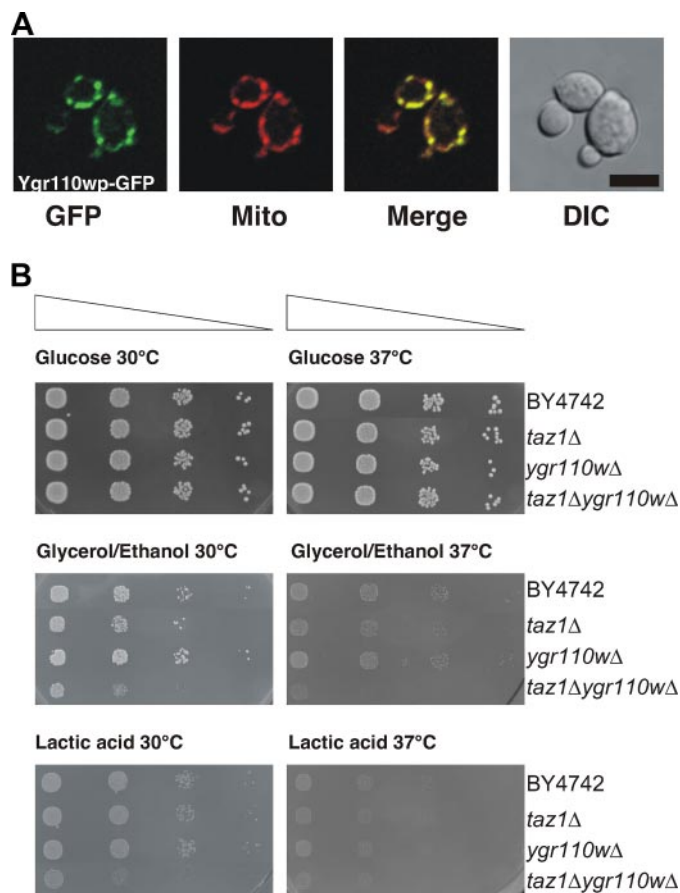 A
Ygr110wp-GFP
GFP Mito Merge DIC
B
Glucose 30°C Glucose 37°C
BY4742
taz1Δ
ygr110wΔ
taz1Δygr110wΔ
Glycerol/Ethanol 30°C Glycerol/Ethanol 37°C
BY4742
taz1Δ
ygr110wΔ
taz1Δygr110wΔ
Lactic acid 30°C Lactic acid 37°C
BY4742
taz1Δ
ygr110wΔ
taz1Δygr110wΔ